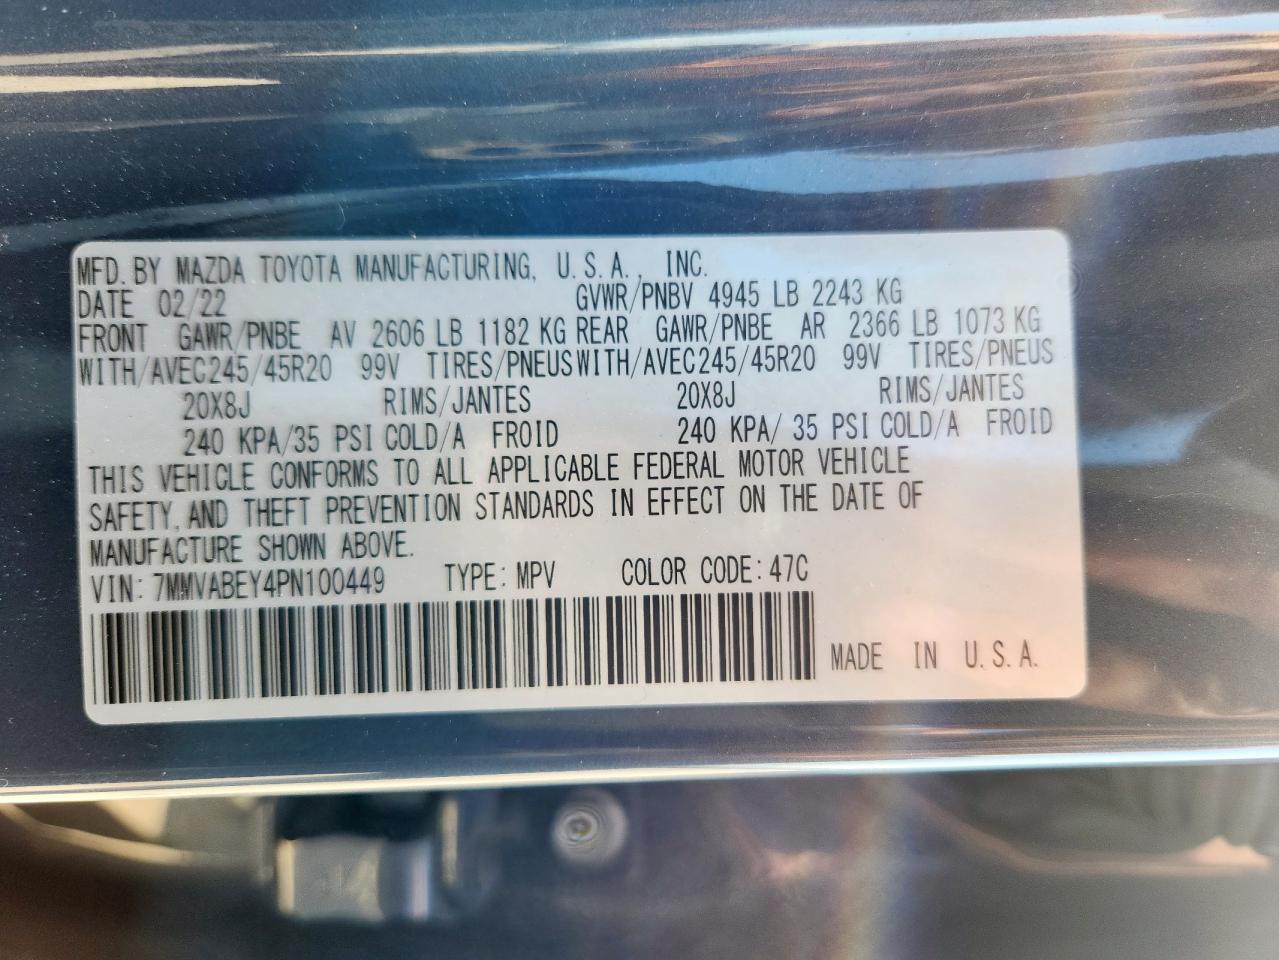 MFD. BY MAZDA TOYOTA MANUFACTURING, U.S.A., INC.
DATE 02/22 GVWR/PNBV 4945 LB 2243 KG
FRONT GAWR/PNBE AV 2606 LB 1182 KG REAR GAWR/PNBE AR 2366 LB 1073 KG
WITH/AVEC245/45R20 99V TIRES/PNEUS WITH/AVEC245/45R20 99V TIRES/PNEUS
20X8J RIMS/JANTES 20X8J RIMS/JANTES
240 KPA/35 PSI COLD/A FROID 240 KPA/ 35 PSI COLD/A FROID
THIS VEHICLE CONFORMS TO ALL APPLICABLE FEDERAL MOTOR VEHICLE
SAFETY, AND THEFT PREVENTION STANDARDS IN EFFECT ON THE DATE OF
MANUFACTURE SHOWN ABOVE.
VIN: 7MMVABEY4PN100449 TYPE: MPV COLOR CODE: 47C
MADE IN U.S.A.